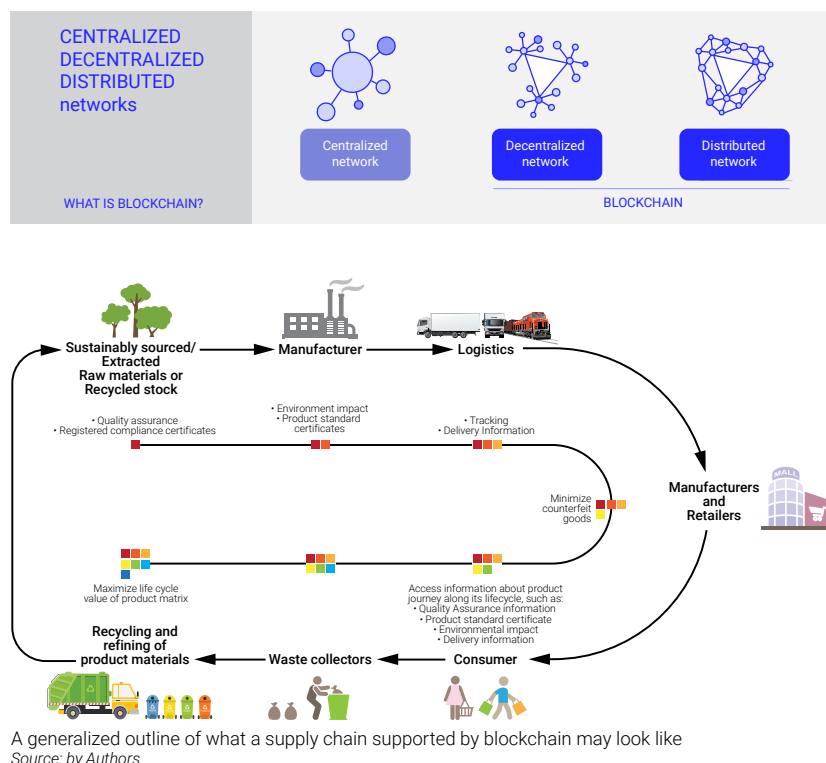 CENTRALIZED
DECENTRALIZED
DISTRIBUTED
networks
WHAT IS BLOCKCHAIN?
Centralized
network
Decentralized
network
Distributed
network
BLOCKCHAIN
Sustainably sourced/
Extracted
Raw materials or
Recycled stock
Manufacturer
Logistics
• Quality assurance
• Registered compliance certificates
• Environment impact
• Product standard
certificates
• Tracking
• Delivery Information
MALL
Manufacturers
and
Retailers
Minimize
counterfeit
goods
Maximize life cycle
value of product matrix
Access information about product
journey along its lifecycle, such as:
• Quality Assurance information
• Product standard certificate
• Environmental impact
• Delivery information
Recycling and
refining of
product materials
Waste collectors
Consumer
A generalized outline of what a supply chain supported by blockchain may look like
Source: by Authors